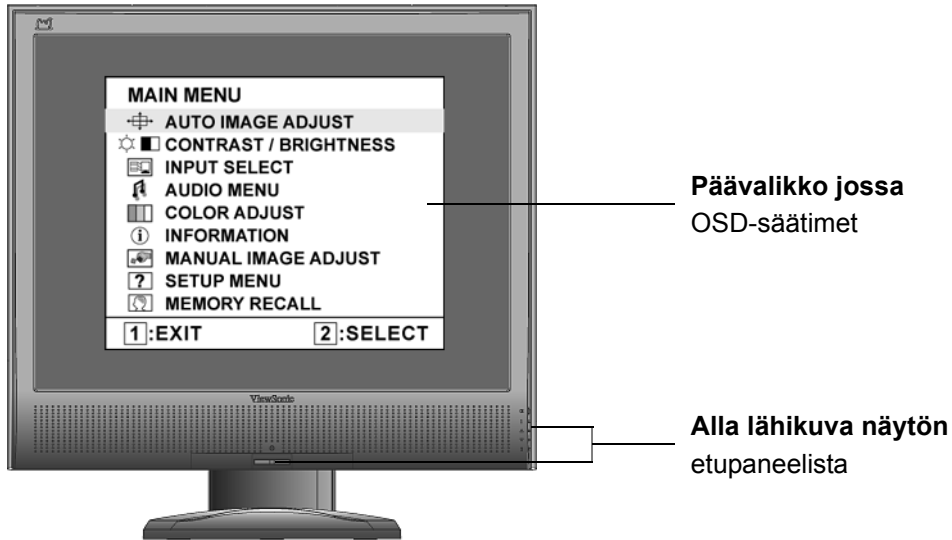 MAIN MENU
AUTO IMAGE ADJUST
CONTRAST / BRIGHTNESS
INPUT SELECT
AUDIO MENU
COLOR ADJUST
INFORMATION
MANUAL IMAGE ADJUST
? SETUP MENU
MEMORY RECALL
1:EXIT 2:SELECT
ViewSonic
Päävalikko jossa
OSD-säätimet
Alla lähikuva näytön
etupaneelista